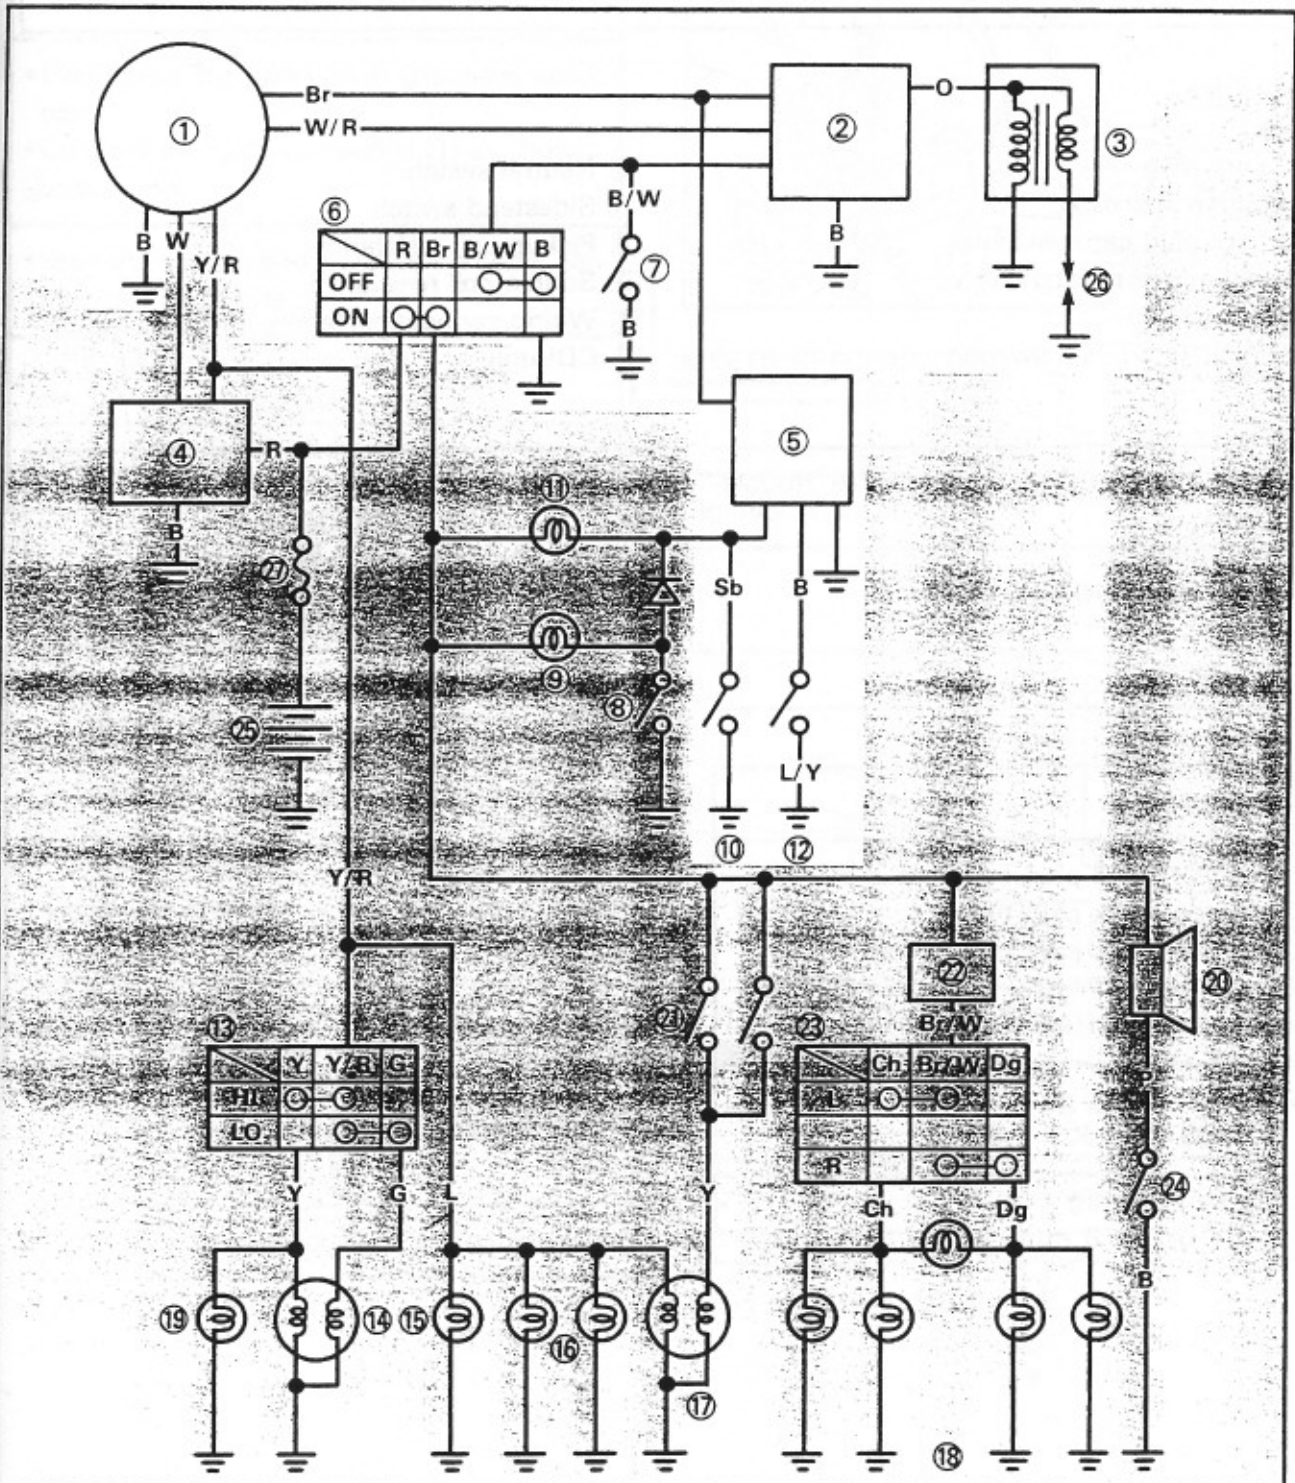 ① Br ② O ③
W/R
B W Y/R
⑥ B/W B
R Br B/W B ⑦ ㉖
OFF
ON B
④ R ⑤
B ⑪
㉗ Sb B
⑨ ⑧
㉕ L/Y
⑩ ⑫
Y/R
㉒ ⑳
⑬ ㉑ ㉓ Br/W
Y Y/R G Ch Br/W Dg P
HI L
LO R
㉔
Y G L Y Ch Dg
B
⑲ ⑭ ⑮ ⑯
⑰
⑱